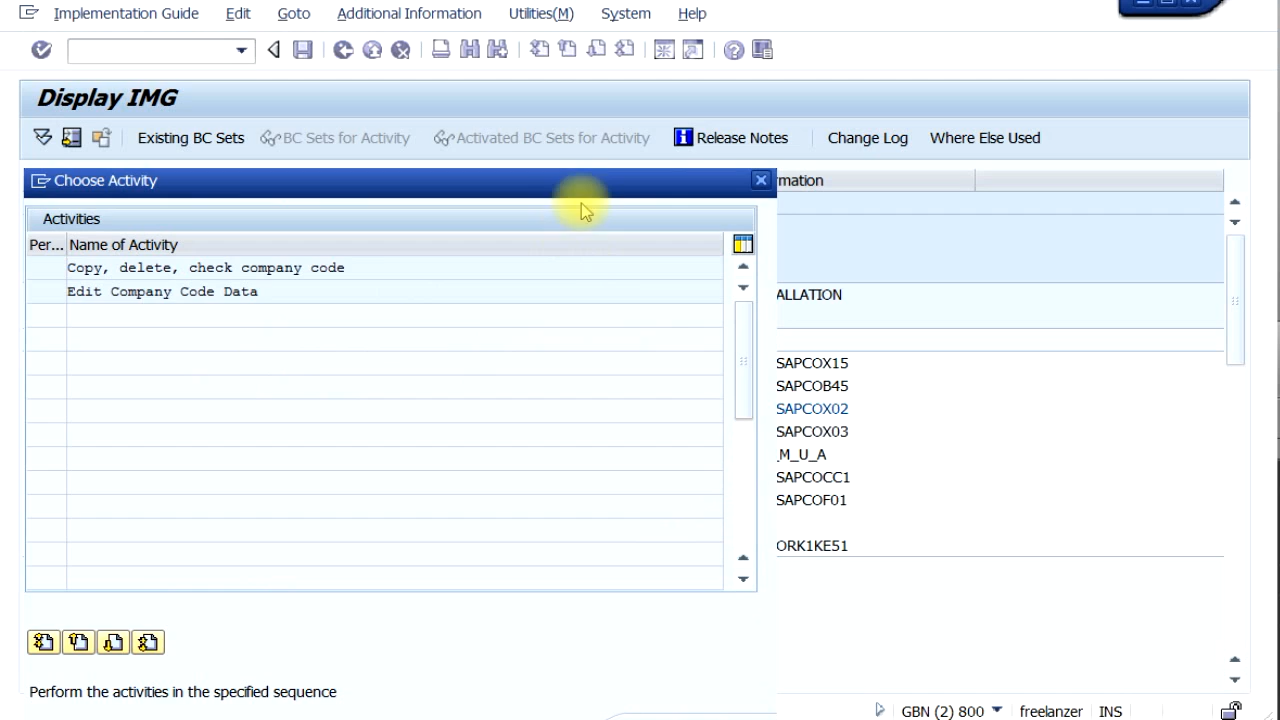 Implementation Guide Edit Goto Additional Information Utilities(M) System Help
Display IMG
Existing BC Sets BC Sets for Activity Activated BC Sets for Activity Release Notes Change Log Where Else Used
Choose Activity
rmation
Activities
Per... Name of Activity
Copy, delete, check company code
Edit Company Code Data
ALLATION
SAPCOX15
SAPCOB45
SAPCOX02
SAPCOX03
_M_U_A
SAPCOCC1
SAPCOF01
ORK1KE51
Perform the activities in the specified sequence
GBN (2) 800 freelanzer INS